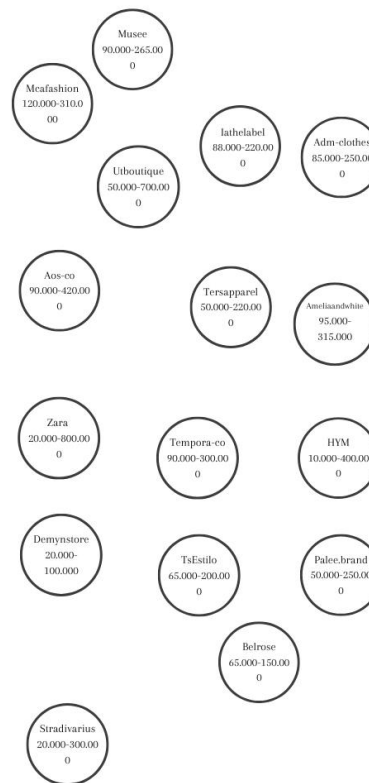 Musee
90.000-265.00
0
Mcafashion
120.000-310.0
00
Iathelabel
88.000-220.00
0
Adm-clothes
85.000-250.00
0
Utboutique
50.000-700.00
0
Aos-co
90.000-420.00
0
Tersapparel
50.000-220.00
0
Ameliaandwhite
95.000-
315.000
Zara
20.000-800.00
0
Tempora-co
90.000-300.00
0
HYM
10.000-400.00
0
Demynstore
20.000-
100.000
TsEstilo
65.000-200.00
0
Palee.brand
50.000-250.00
0
Belrose
65.000-150.00
0
Stradivarius
20.000-300.00
0